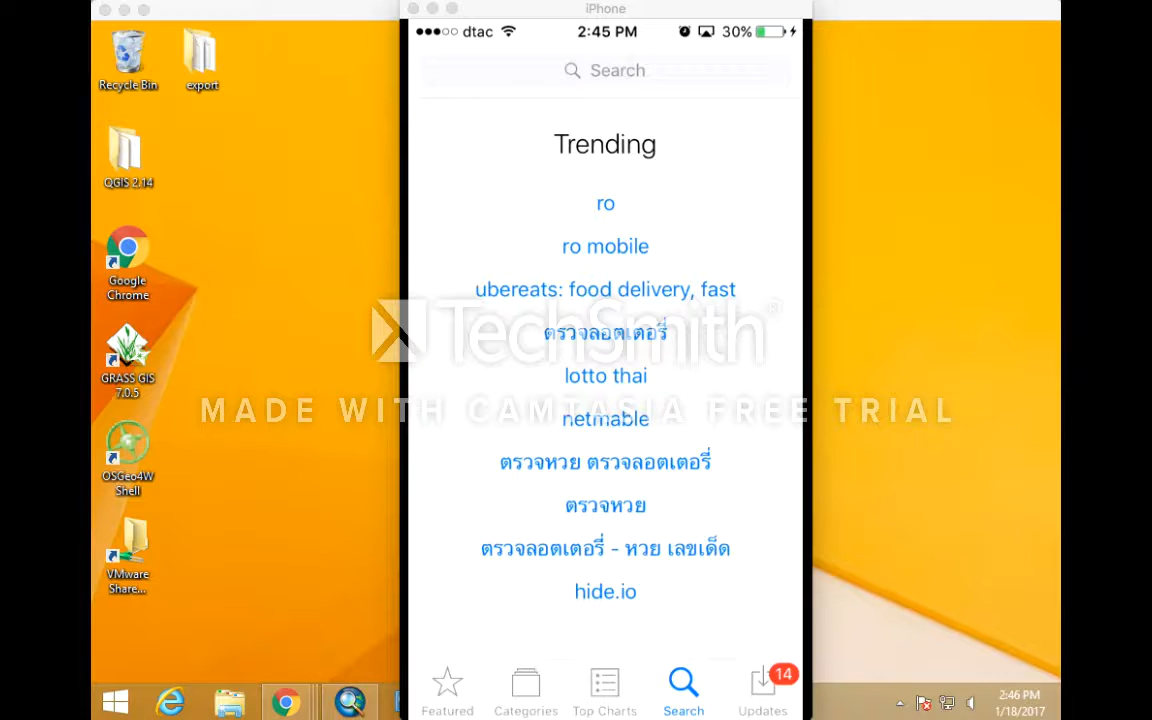 iPhone
dtac
2:45 PM
30%
Search
Trending
ro
ro mobile
ubereats: food delivery, fast
ตรวจลอตเตอรี่
lotto thai
netmable
ตรวจหวย ตรวจลอตเตอรี่
ตรวจหวย
ตรวจลอตเตอรี่ - หวย เลขเด็ด
hide.io
Featured
Categories
Top Charts
Search
14
Updates
TechSmith®
MADE WITH CAMTASIA FREE TRIAL
Recycle Bin
export
QGIS 2.14
Google
Chrome
GRASS GIS
7.0.5
OSGeo4W
Shell
VMware
Share...
2:46 PM
1/18/2017